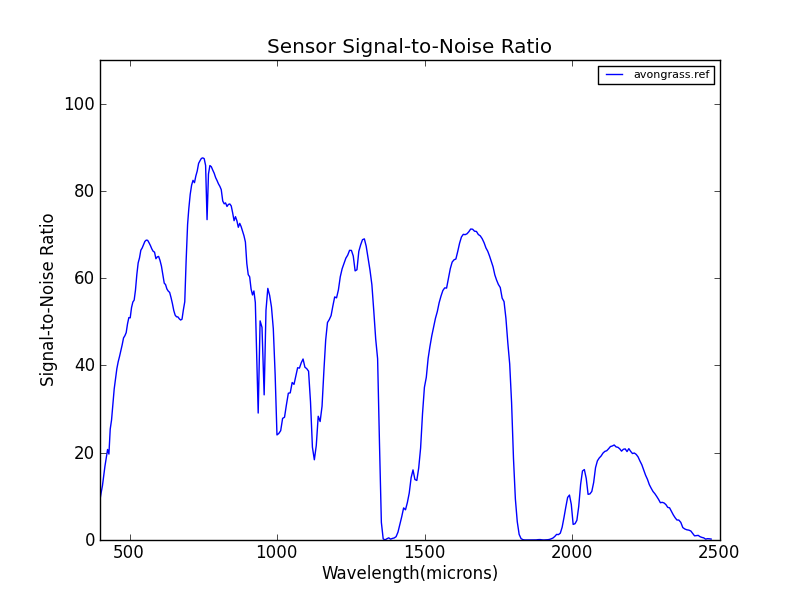 Sensor Signal-to-Noise Ratio
avongrass.ref
100
80
60
40
20
0
Signal-to-Noise Ratio
500
1000
1500
2000
2500
Wavelength(microns)